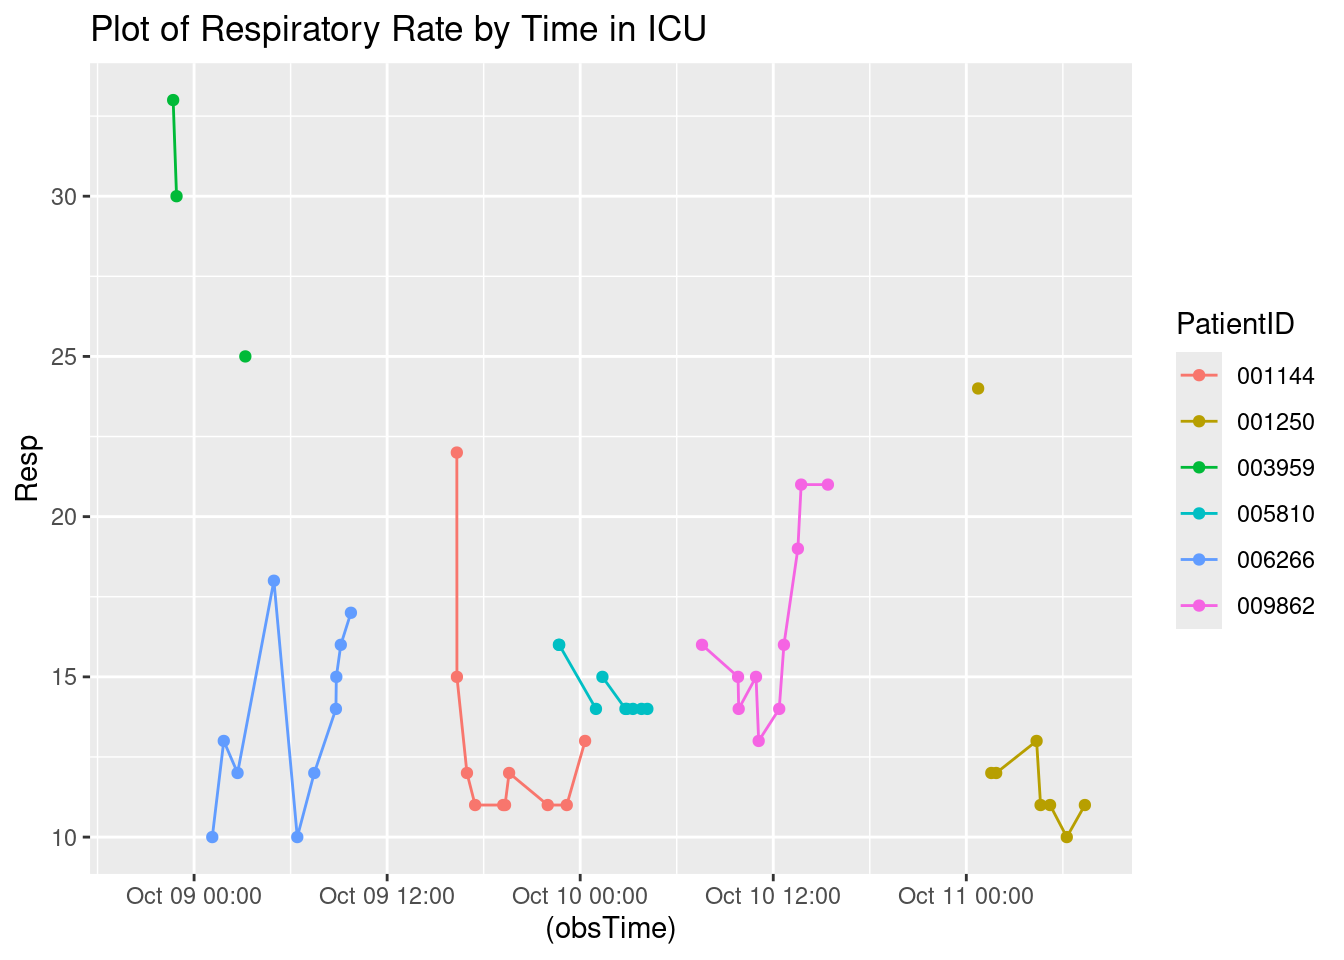 Plot of Respiratory Rate by Time in ICU
Resp
30
25
20
15
10
Oct 09 00:00 Oct 09 12:00 Oct 10 00:00 Oct 10 12:00 Oct 11 00:00
(obsTime)
PatientID
001144
001250
003959
005810
006266
009862